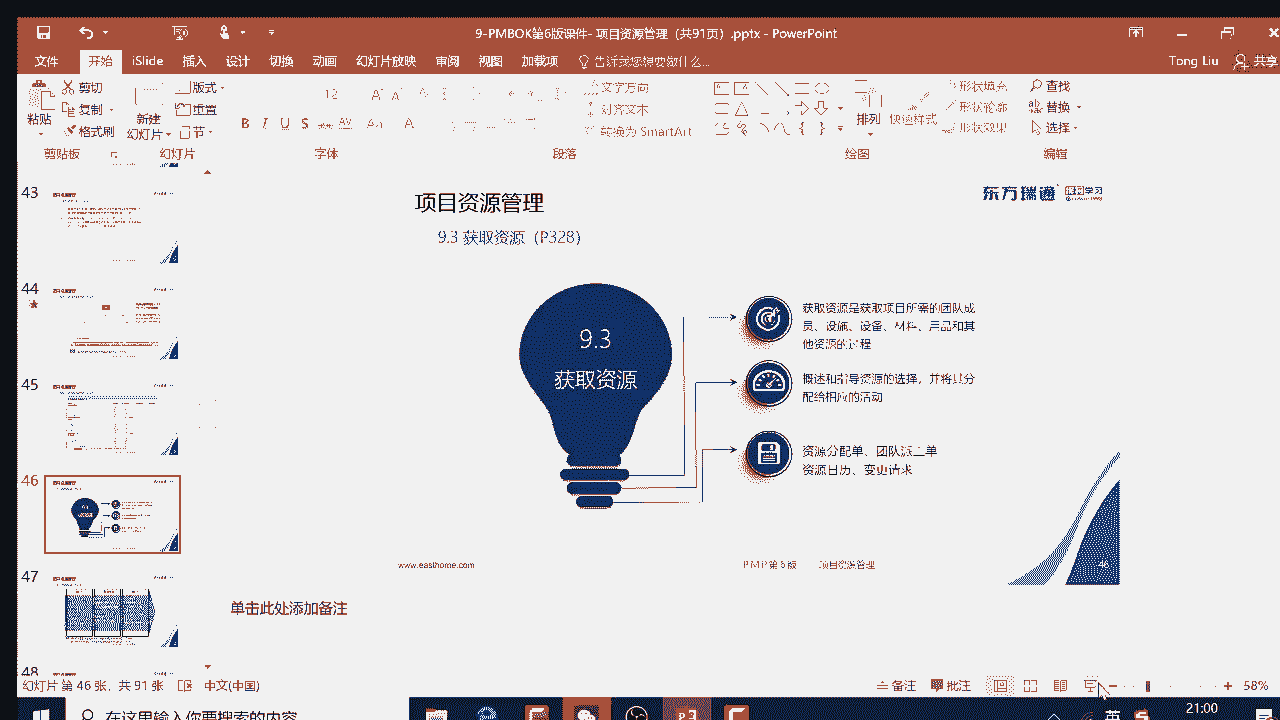 9-PMBOK第6版课件- 项目资源管理（共91页）.pptx - PowerPoint
文件 开始 iSlide 插入 设计 切换 动画 幻灯片放映 审阅 视图 加载项 告诉我您想要做什么... Tong Liu 共享
粘贴
剪切
复制
格式刷
剪贴板
新建
幻灯片
版式
重置
节
幻灯片
12
B I U S
字体
文字方向
对齐文本
转换为 SmartArt
段落
排列
快速样式
形状填充
形状轮廓
形状效果
绘图
查找
替换
选择
编辑
43
44
45
46
47
48
项目资源管理
东方瑞通
学习
9.3 获取资源（P328）
9.3
获取资源
获取资源是获取项目所需的团队成
员、设施、设备、材料、用品和其
他资源的过程
概述和指导资源的选择，并将其分
配给相应的活动
资源分配单、团队派工单
资源日历、变更请求
www.easthome.com
PMP第6版
项目资源管理
46
单击此处添加备注
幻灯片 第 46 张，共 91 张 中文(中国) 备注 批注 58%
在这里输入你要搜索的内容
英
21:00